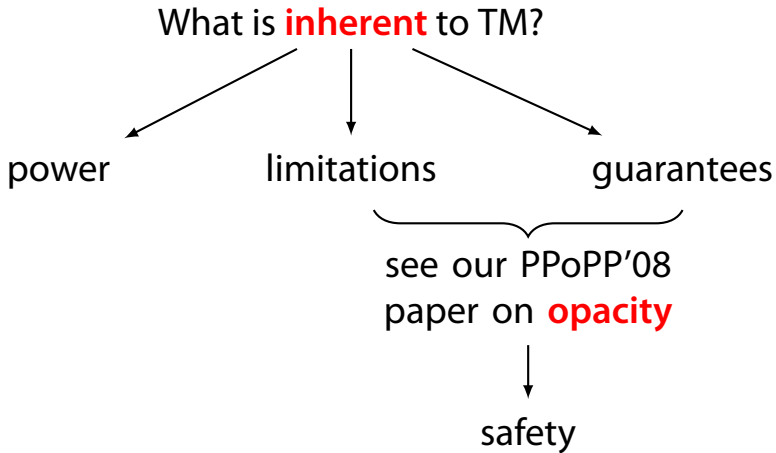 What is inherent to TM?
power limitations guarantees
see our PPoPP’08
paper on opacity
safety